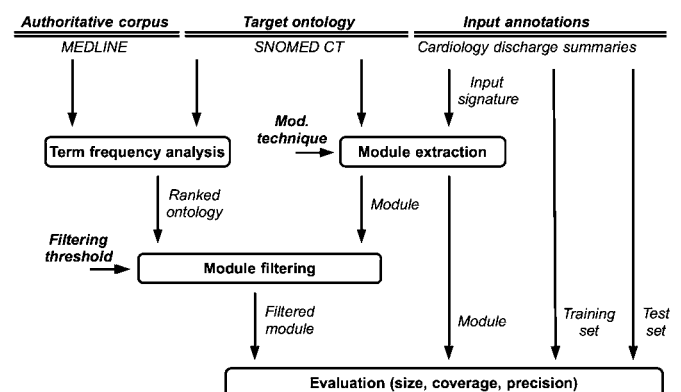 Authoritative corpus
Target ontology
Input annotations
MEDLINE
SNOMED CT
Cardiology discharge summaries
Input
signature
Mod.
technique
Term frequency analysis
Module extraction
Ranked
ontology
Module
Filtering
threshold
Module filtering
Filtered
module
Module
Training
set
Test
set
Evaluation (size, coverage, precision)